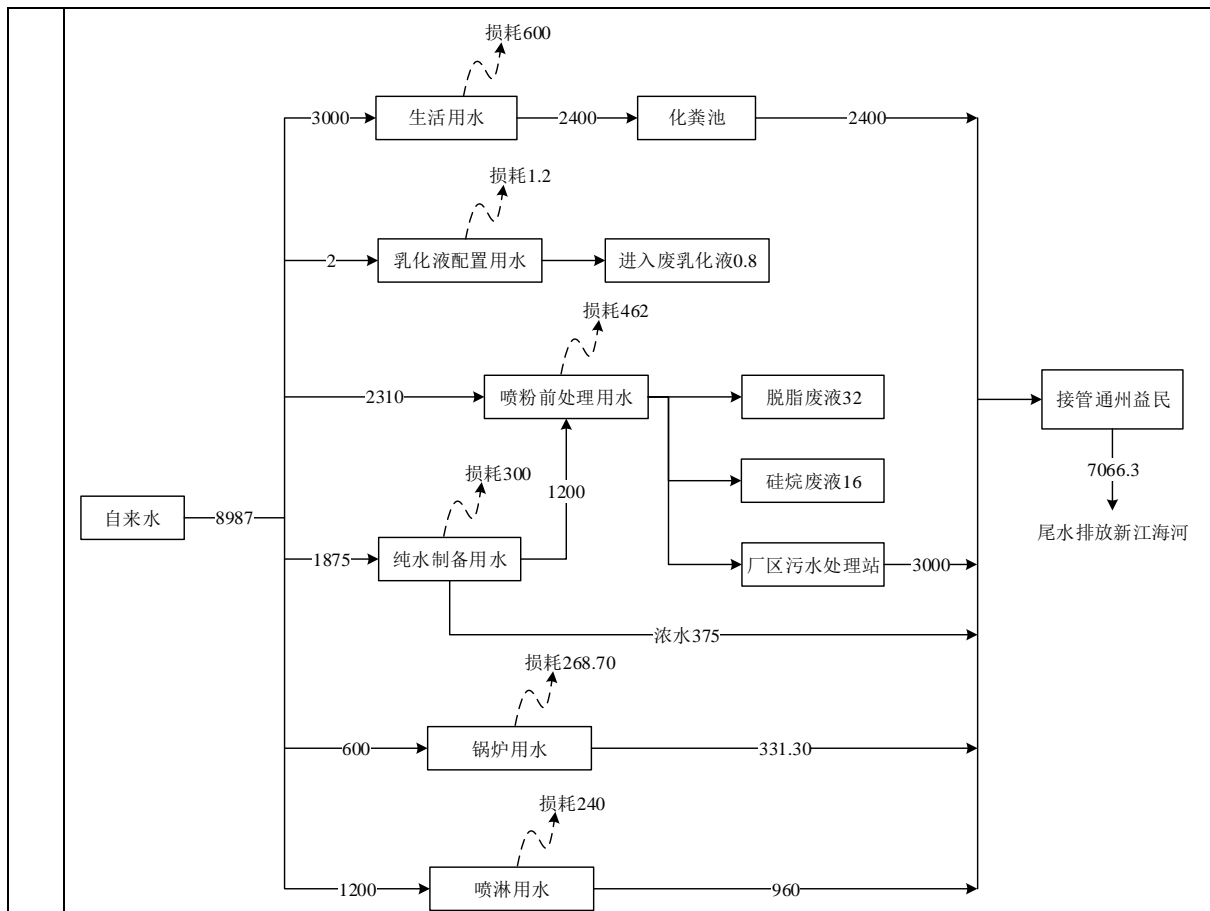 损耗600
3000
生活用水
2400
化粪池
2400
损耗1.2
2
乳化液配置用水
进入废乳化液0.8
损耗462
2310
喷粉前处理用水
脱脂废液32
接管通州益民
7066.3
损耗300
1200
硅烷废液16
自来水
8987
尾水排放新江海河
1875
纯水制备用水
厂区污水处理站
3000
浓水375
损耗268.70
600
锅炉用水
331.30
损耗240
1200
喷淋用水
960